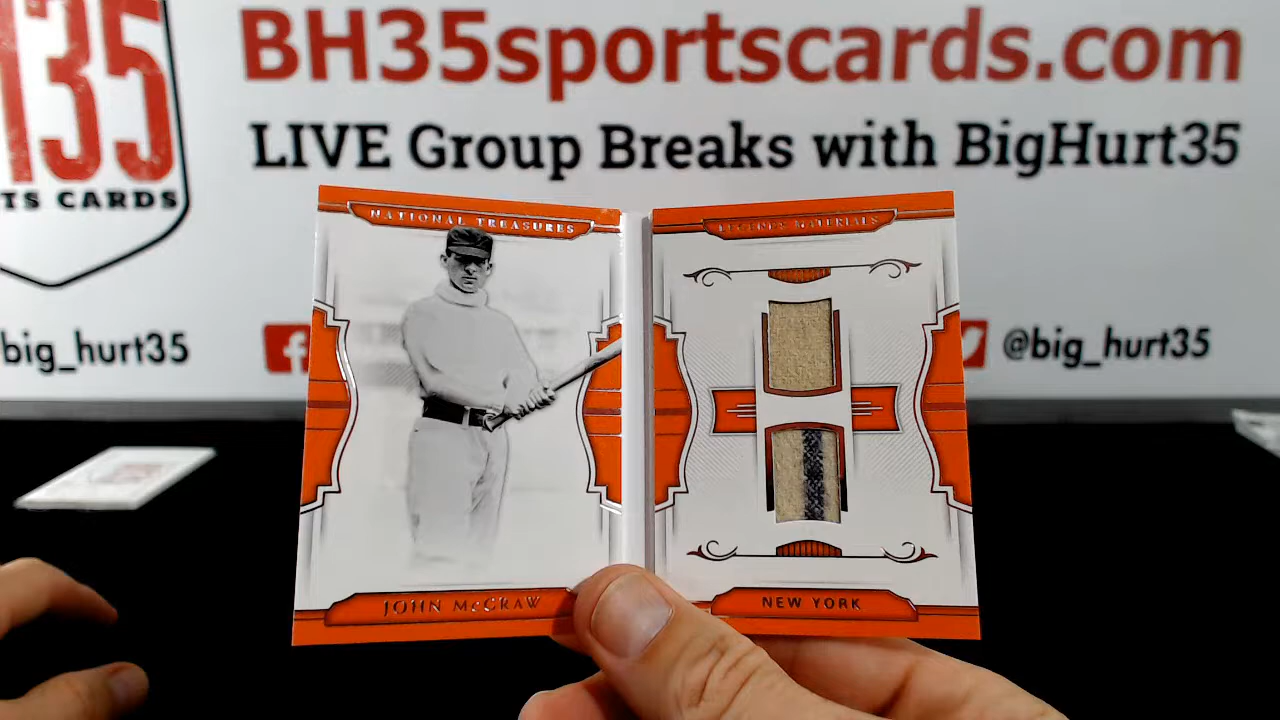 135
TS CARDS
BH35sportscards.com
LIVE Group Breaks with BigHurt35
big_hurt35
f
@big_hurt35
NATIONAL TREASURES
LEGENDS MATERIALS
JOHN McGRAW
NEW YORK